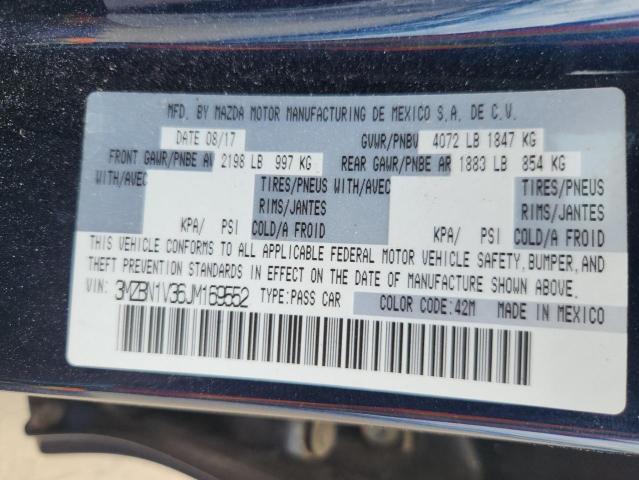 MFD. BY MAZDA MOTOR MANUFACTURING DE MEXICO S.A. DE C.V.
DATE 08/17 GVWR/PNBV 4072 LB 1847 KG
FRONT GAWR/PNBE AV 2198 LB 997 KG REAR GAWR/PNBE AR 1883 LB 854 KG
WITH/AVEC TIRES/PNEUS WITH/AVEC TIRES/PNEUS
RIMS/JANTES RIMS/JANTES
KPA/ PSI COLD/A FROID KPA/ PSI COLD/A FROID
THIS VEHICLE CONFORMS TO ALL APPLICABLE FEDERAL MOTOR VEHICLE SAFETY, BUMPER, AND
THEFT PREVENTION STANDARDS IN EFFECT ON THE DATE OF MANUFACTURE SHOWN ABOVE.
VIN: 3MZBN1V36JM169552 TYPE:PASS CAR COLOR CODE:42M MADE IN MEXICO